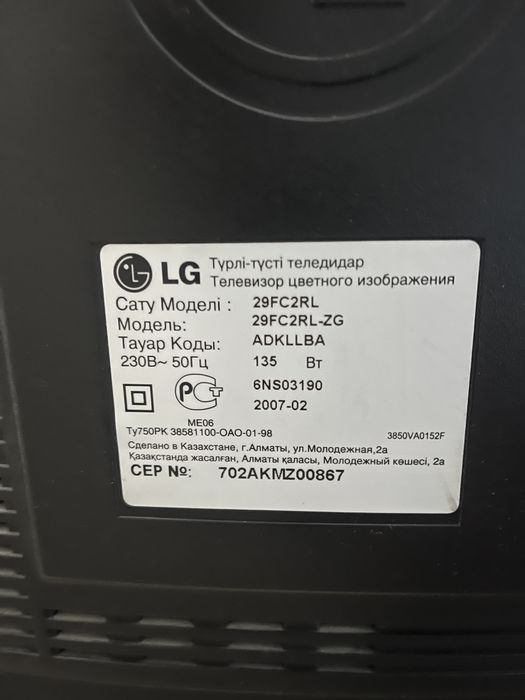 LG Түрлі-түсті теледидар
Телевизор цветного изображения
Сату Моделі : 29FC2RL
Модель: 29FC2RL-ZG
Тауар Коды: ADKLLBA
230В~ 50Гц 135 Вт
РСТ 6NS03190
2007-02
ME06
Ту750РК 38581100-ОАО-01-98 3850VA0152F
Сделано в Казахстане, г.Алматы, ул.Молодежная,2а
Қазақстанда жасалған, Алматы қаласы, Молодежный көшесі, 2а
СЕР №: 702AKMZ00867